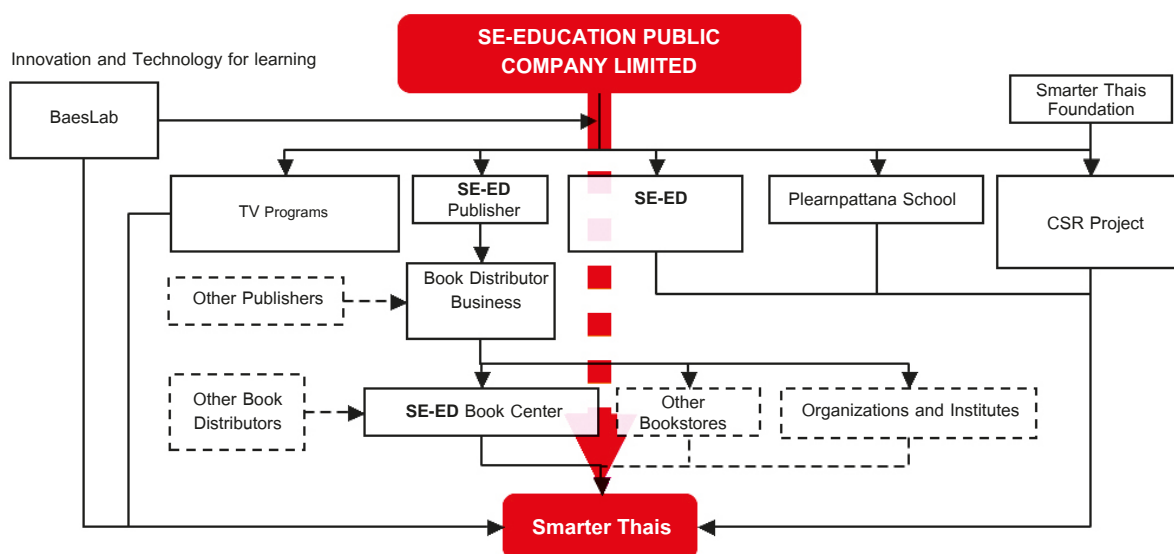 SE-EDUCATION PUBLIC
COMPANY LIMITED
Innovation and Technology for learning
BaesLab
Smarter Thais
Foundation
TV Programs
SE-ED
Publisher
SE-ED
Plearnpattana School
CSR Project
Other Publishers
Book Distributor
Business
Other Book
Distributors
SE-ED Book Center
Other
Bookstores
Organizations and Institutes
Smarter Thais